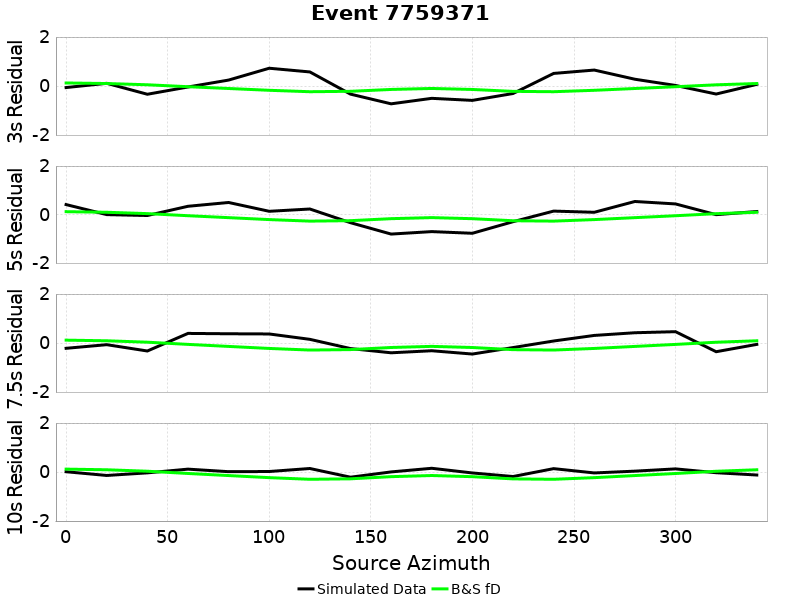 Event 7759371
3s Residual
2
0
-2
5s Residual
2
0
-2
7.5s Residual
2
0
-2
10s Residual
2
0
-2
0 50 100 150 200 250 300
Source Azimuth
Simulated Data B&S fD